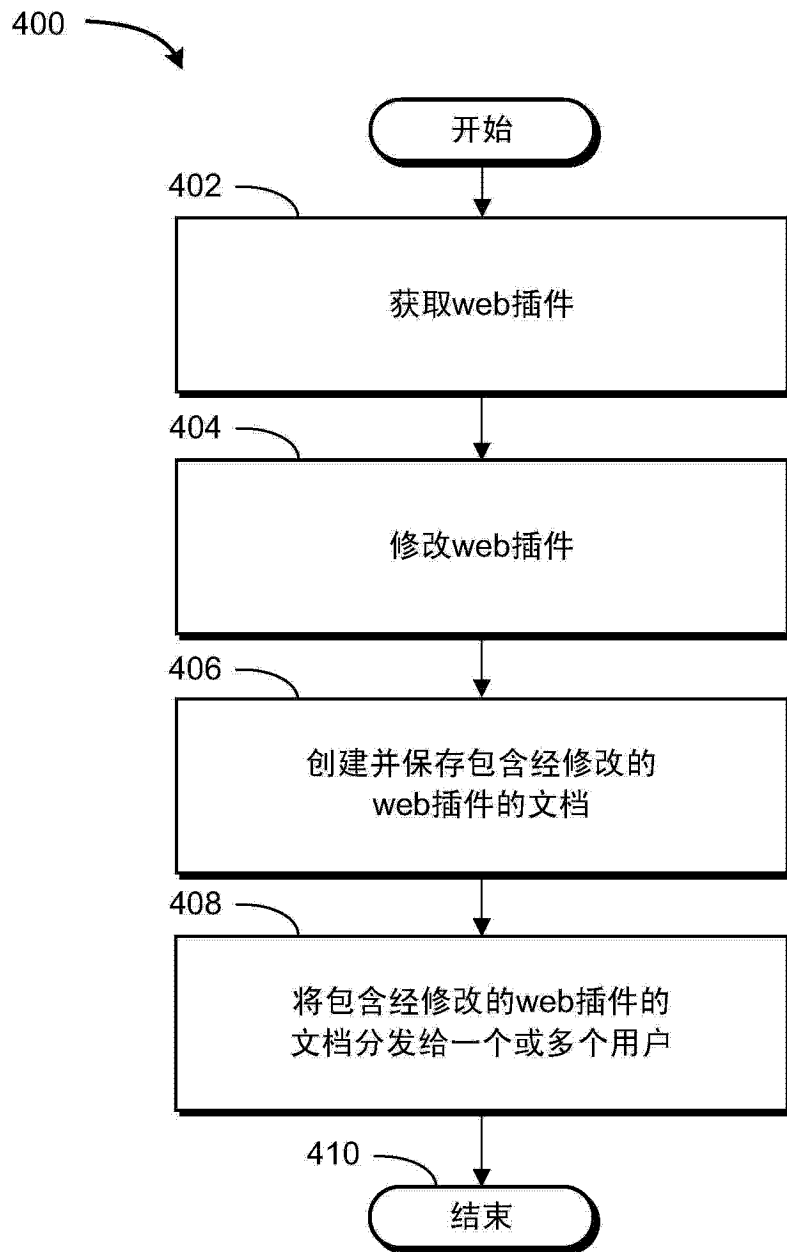 400
开始
402
获取web插件
404
修改web插件
406
创建并保存包含经修改的
web插件的文档
408
将包含经修改的web插件的
文档分发给一个或多个用户
410
结束